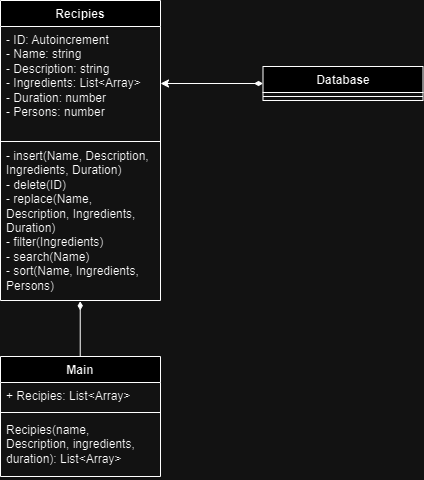 Recipies
- ID: Autoincrement
- Name: string
- Description: string
- Ingredients: List<Array>
- Duration: number
- Persons: number
Database
- insert(Name, Description,
Ingredients, Duration)
- delete(ID)
- replace(Name,
Description, Ingredients,
Duration)
- filter(Ingredients)
- search(Name)
- sort(Name, Ingredients,
Persons)
Main
+ Recipies: List<Array>
Recipies(name,
Description, ingredients,
duration): List<Array>